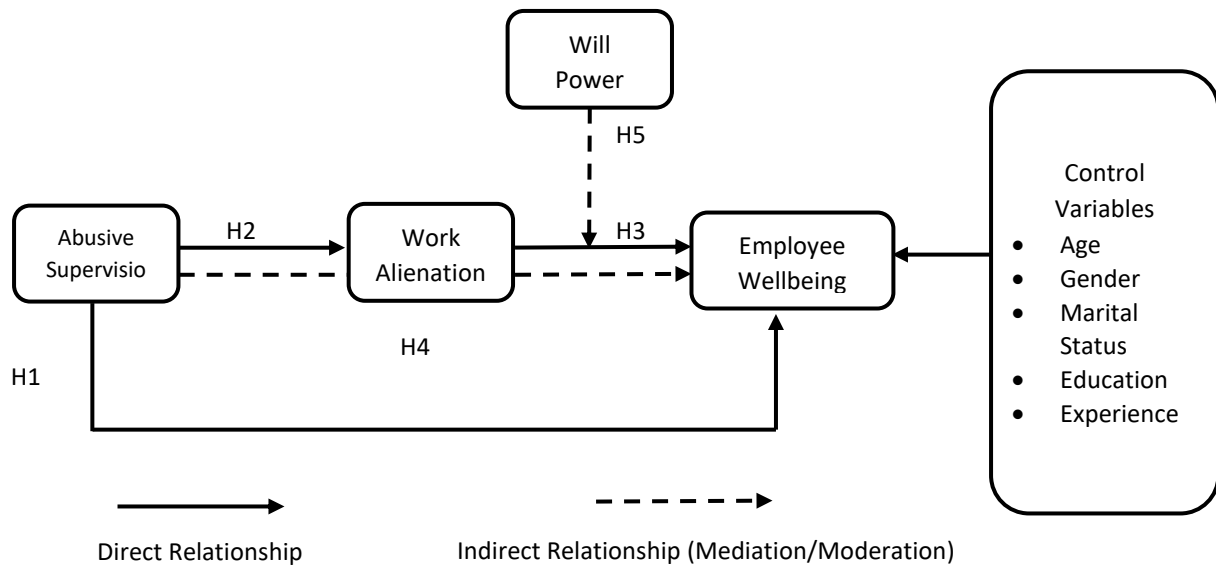 Will
Power
H5
Control
Variables
• Age
• Gender
• Marital
Status
• Education
• Experience
Abusive
Supervisio
H2
Work
Alienation
H3
Employee
Wellbeing
H4
H1
Direct Relationship
Indirect Relationship (Mediation/Moderation)